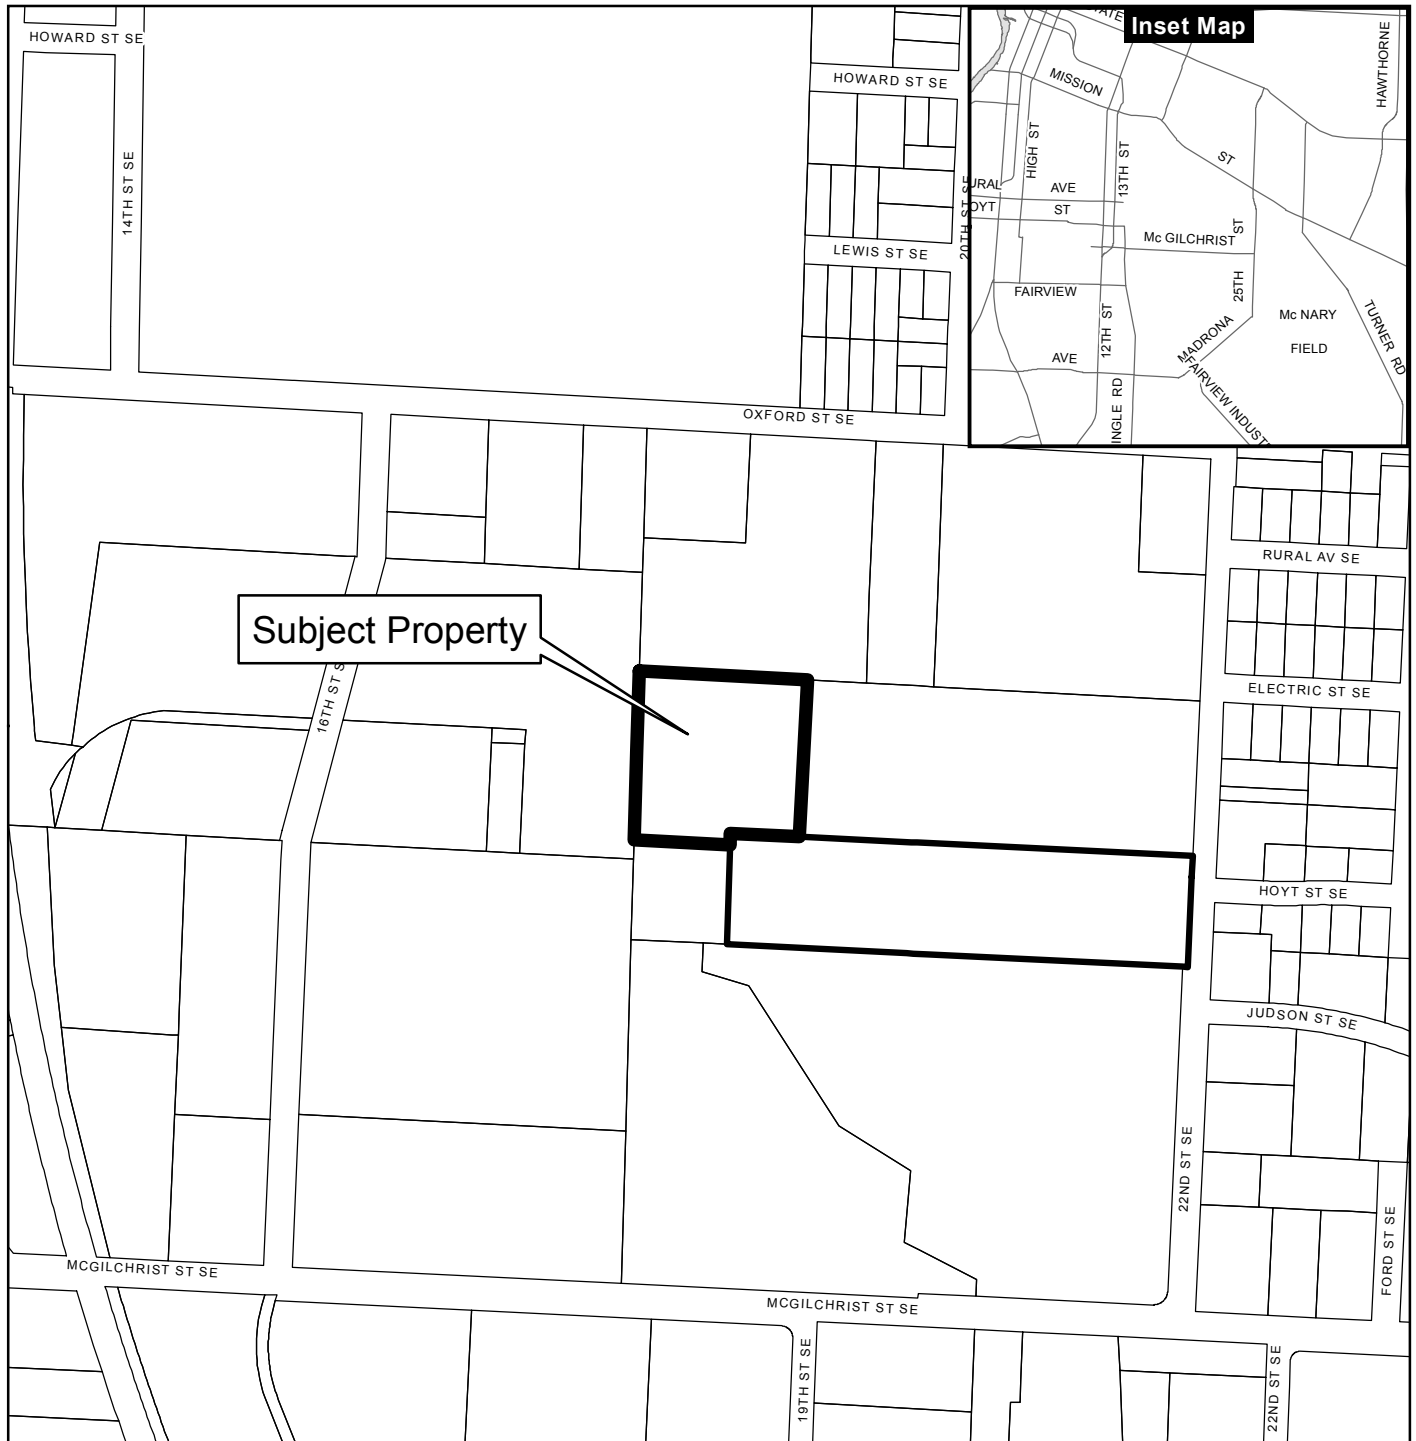 HOWARD ST SE
14TH ST SE
HOWARD ST SE
LEWIS ST SE
20TH ST SE
OXFORD ST SE
Inset Map
MISSION
ST
HAWTHORNE
HIGH ST
13TH ST
URAL AVE
OYT ST
Mc GILCHRIST
25TH ST
FAIRVIEW
AVE
12TH ST
MADRONA
Mc NARY
FIELD
TURNER RD
FAIRVIEW INDUST
INGLE RD
RURAL AV SE
Subject Property
16TH ST S
ELECTRIC ST SE
HOYT ST SE
JUDSON ST SE
22ND ST SE
FORD ST SE
MCGILCHRIST ST SE
MCGILCHRIST ST SE
19TH ST SE
22ND ST SE